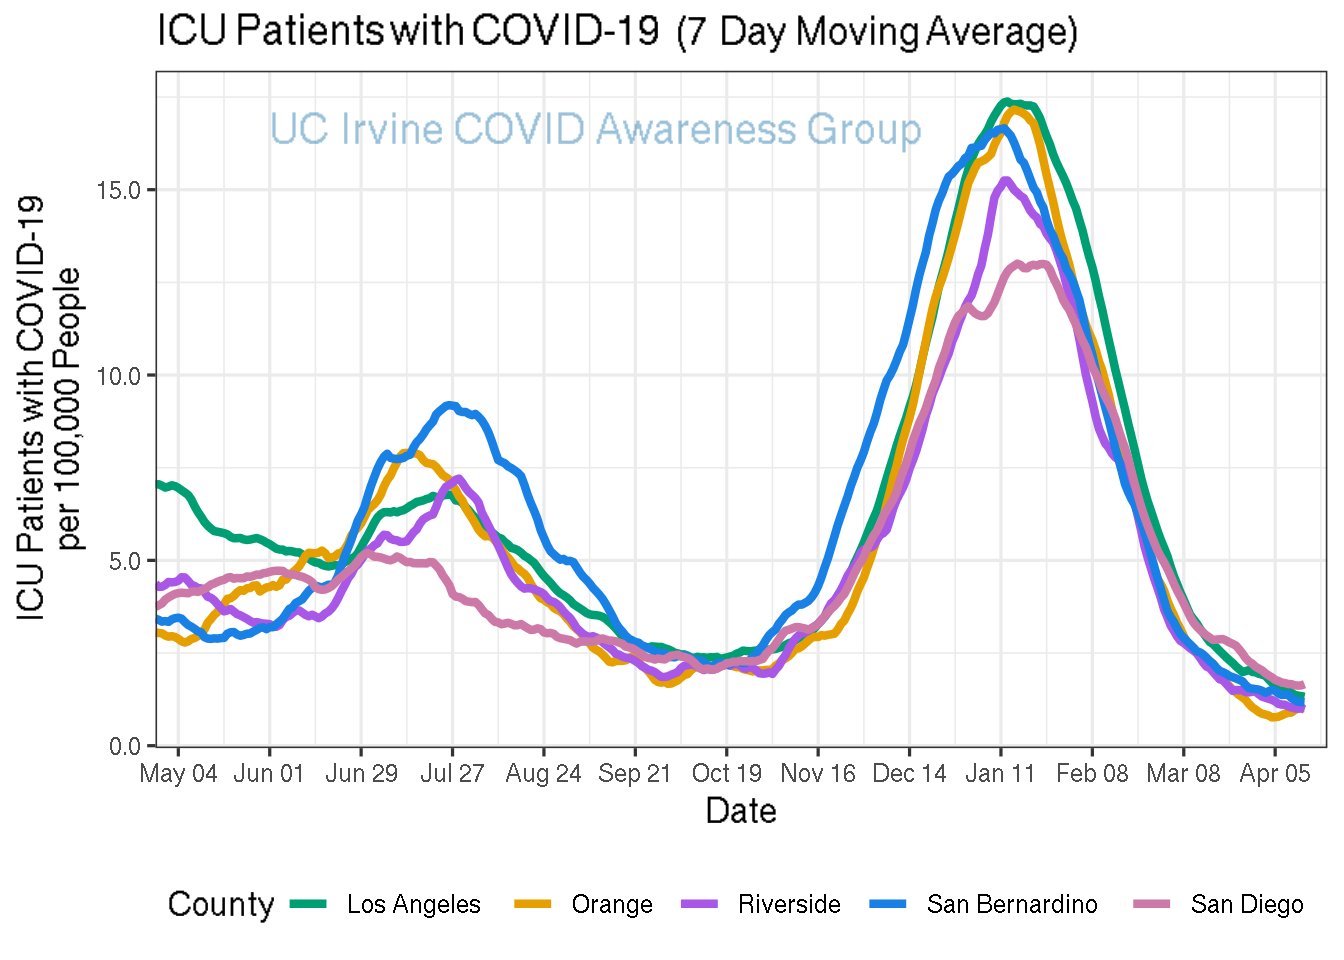 ICU Patients with COVID-19 (7 Day Moving Average)
UC Irvine COVID Awareness Group
ICU Patients with COVID-19
per 100,000 People
15.0
10.0
5.0
0.0
May 04 Jun 01 Jun 29 Jul 27 Aug 24 Sep 21 Oct 19 Nov 16 Dec 14 Jan 11 Feb 08 Mar 08 Apr 05
Date
County Los Angeles Orange Riverside San Bernardino San Diego